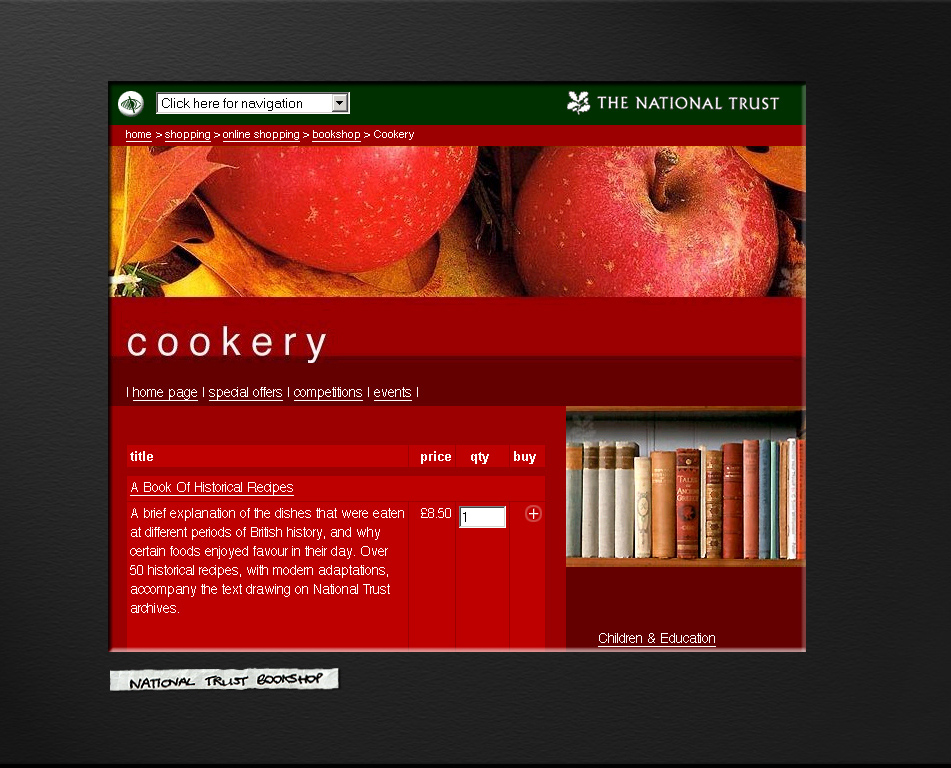 Click here for navigation
THE NATIONAL TRUST
home > shopping > online shopping > bookshop > Cookery
cookery
| home page | special offers | competitions | events |
title price qty buy
A Book Of Historical Recipes
A brief explanation of the dishes that were eaten £8.50 1
at different periods of British history, and why
certain foods enjoyed favour in their day. Over
50 historical recipes, with modern adaptations,
accompany the text drawing on National Trust
archives.
TALES
Children & Education
NATIONAL TRUST BOOKSHOP